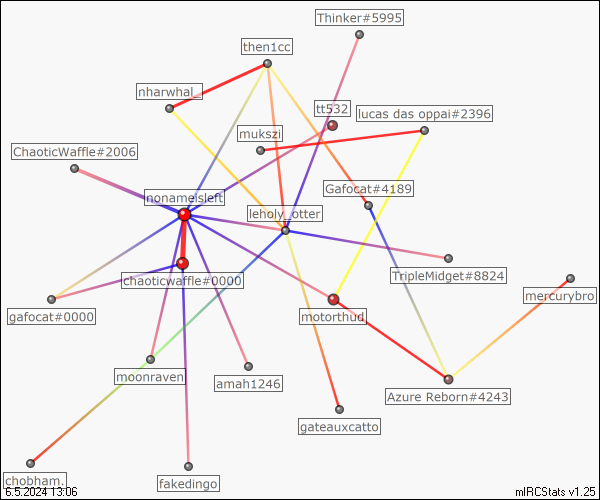 Thinker#5995
then1cc
nharwhal_
tt532
lucas das oppai#2396
mukszi
ChaoticWaffle#2006
Gafocat#4189
nonameisleft
leholy_otter
TripleMidget#8824
chaoticwaffle#0000
mercurybro
gafocat#0000
motorthud
moonraven
amah1246
Azure Reborn#4243
gateauxcatto
chobham.
fakedingo
6.5.2024 13:06
mIRCStats v1.25